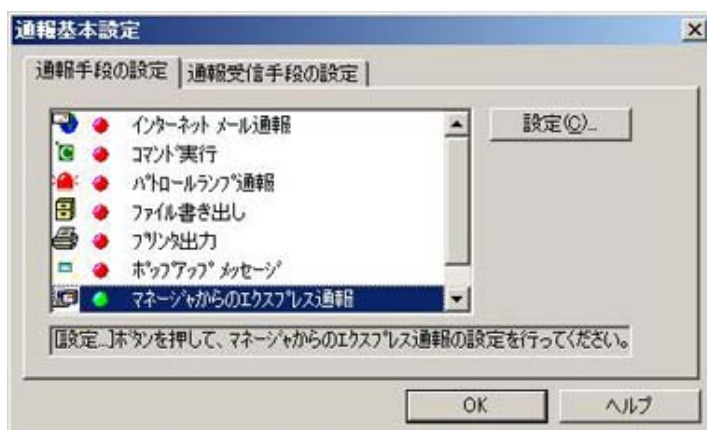 通報基本設定
通報手段の設定 通報受信手段の設定
インターネット メール通報
設定(C)...
コマンド実行
パトロールランプ通報
ファイル書き出し
プリンタ出力
ポップアップ メッセージ
マネージャからのエクスプレス通報
[設定...]ボタンを押して、マネージャからのエクスプレス通報の設定を行ってください。
OK ヘルプ